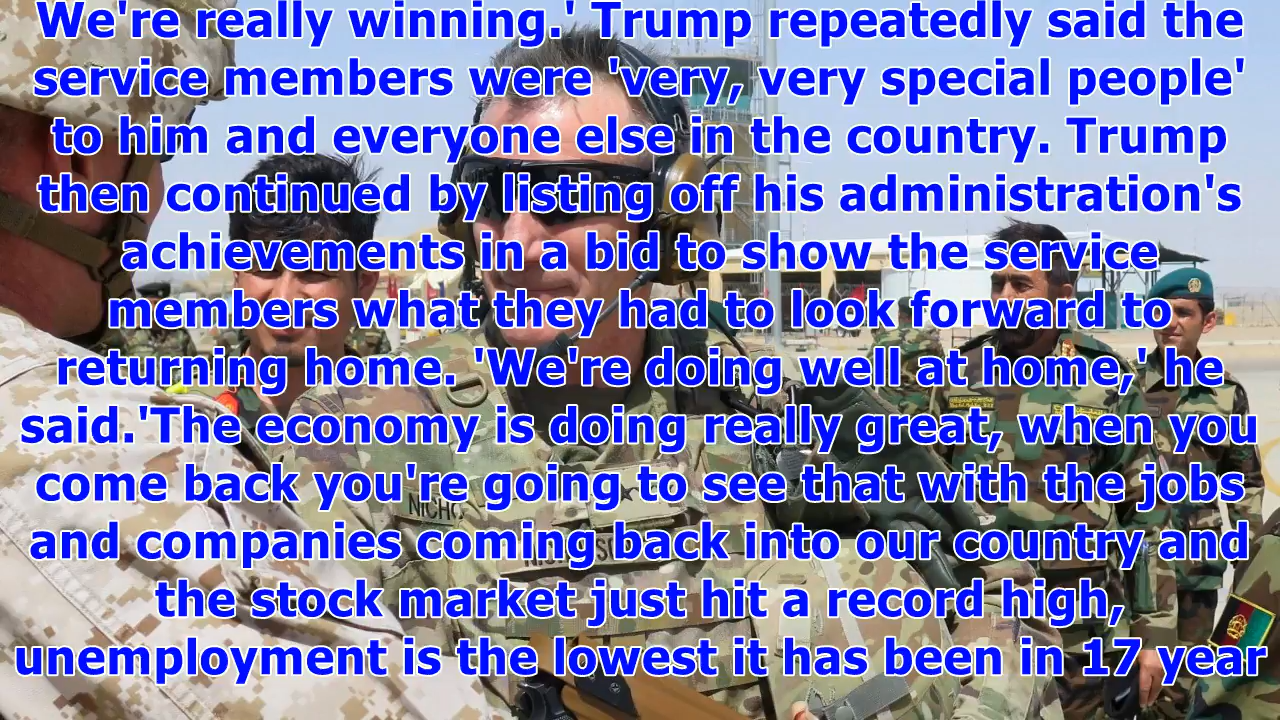 We're really winning.' Trump repeatedly said the
service members were 'very, very special people'
to him and everyone else in the country. Trump
then continued by listing off his administration's
achievements in a bid to show the service
members what they had to look forward to
returning home. 'We're doing well at home,' he
said.'The economy is doing really great, when you
come back you're going to see that with the jobs
and companies coming back into our country and
the stock market just hit a record high,
unemployment is the lowest it has been in 17 year